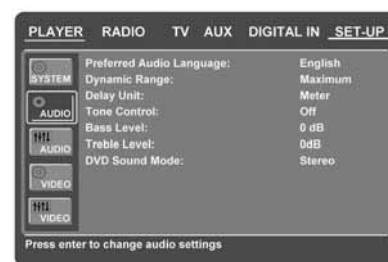 PLAYER RADIO TV AUX DIGITAL IN SET-UP
SYSTEM
AUDIO
AUDIO
VIDEO
VIDEO
Preferred Audio Language: English
Dynamic Range: Maximum
Delay Unit: Meter
Tone Control: Off
Bass Level: 0 dB
Treble Level: 0dB
DVD Sound Mode: Stereo
Press enter to change audio settings